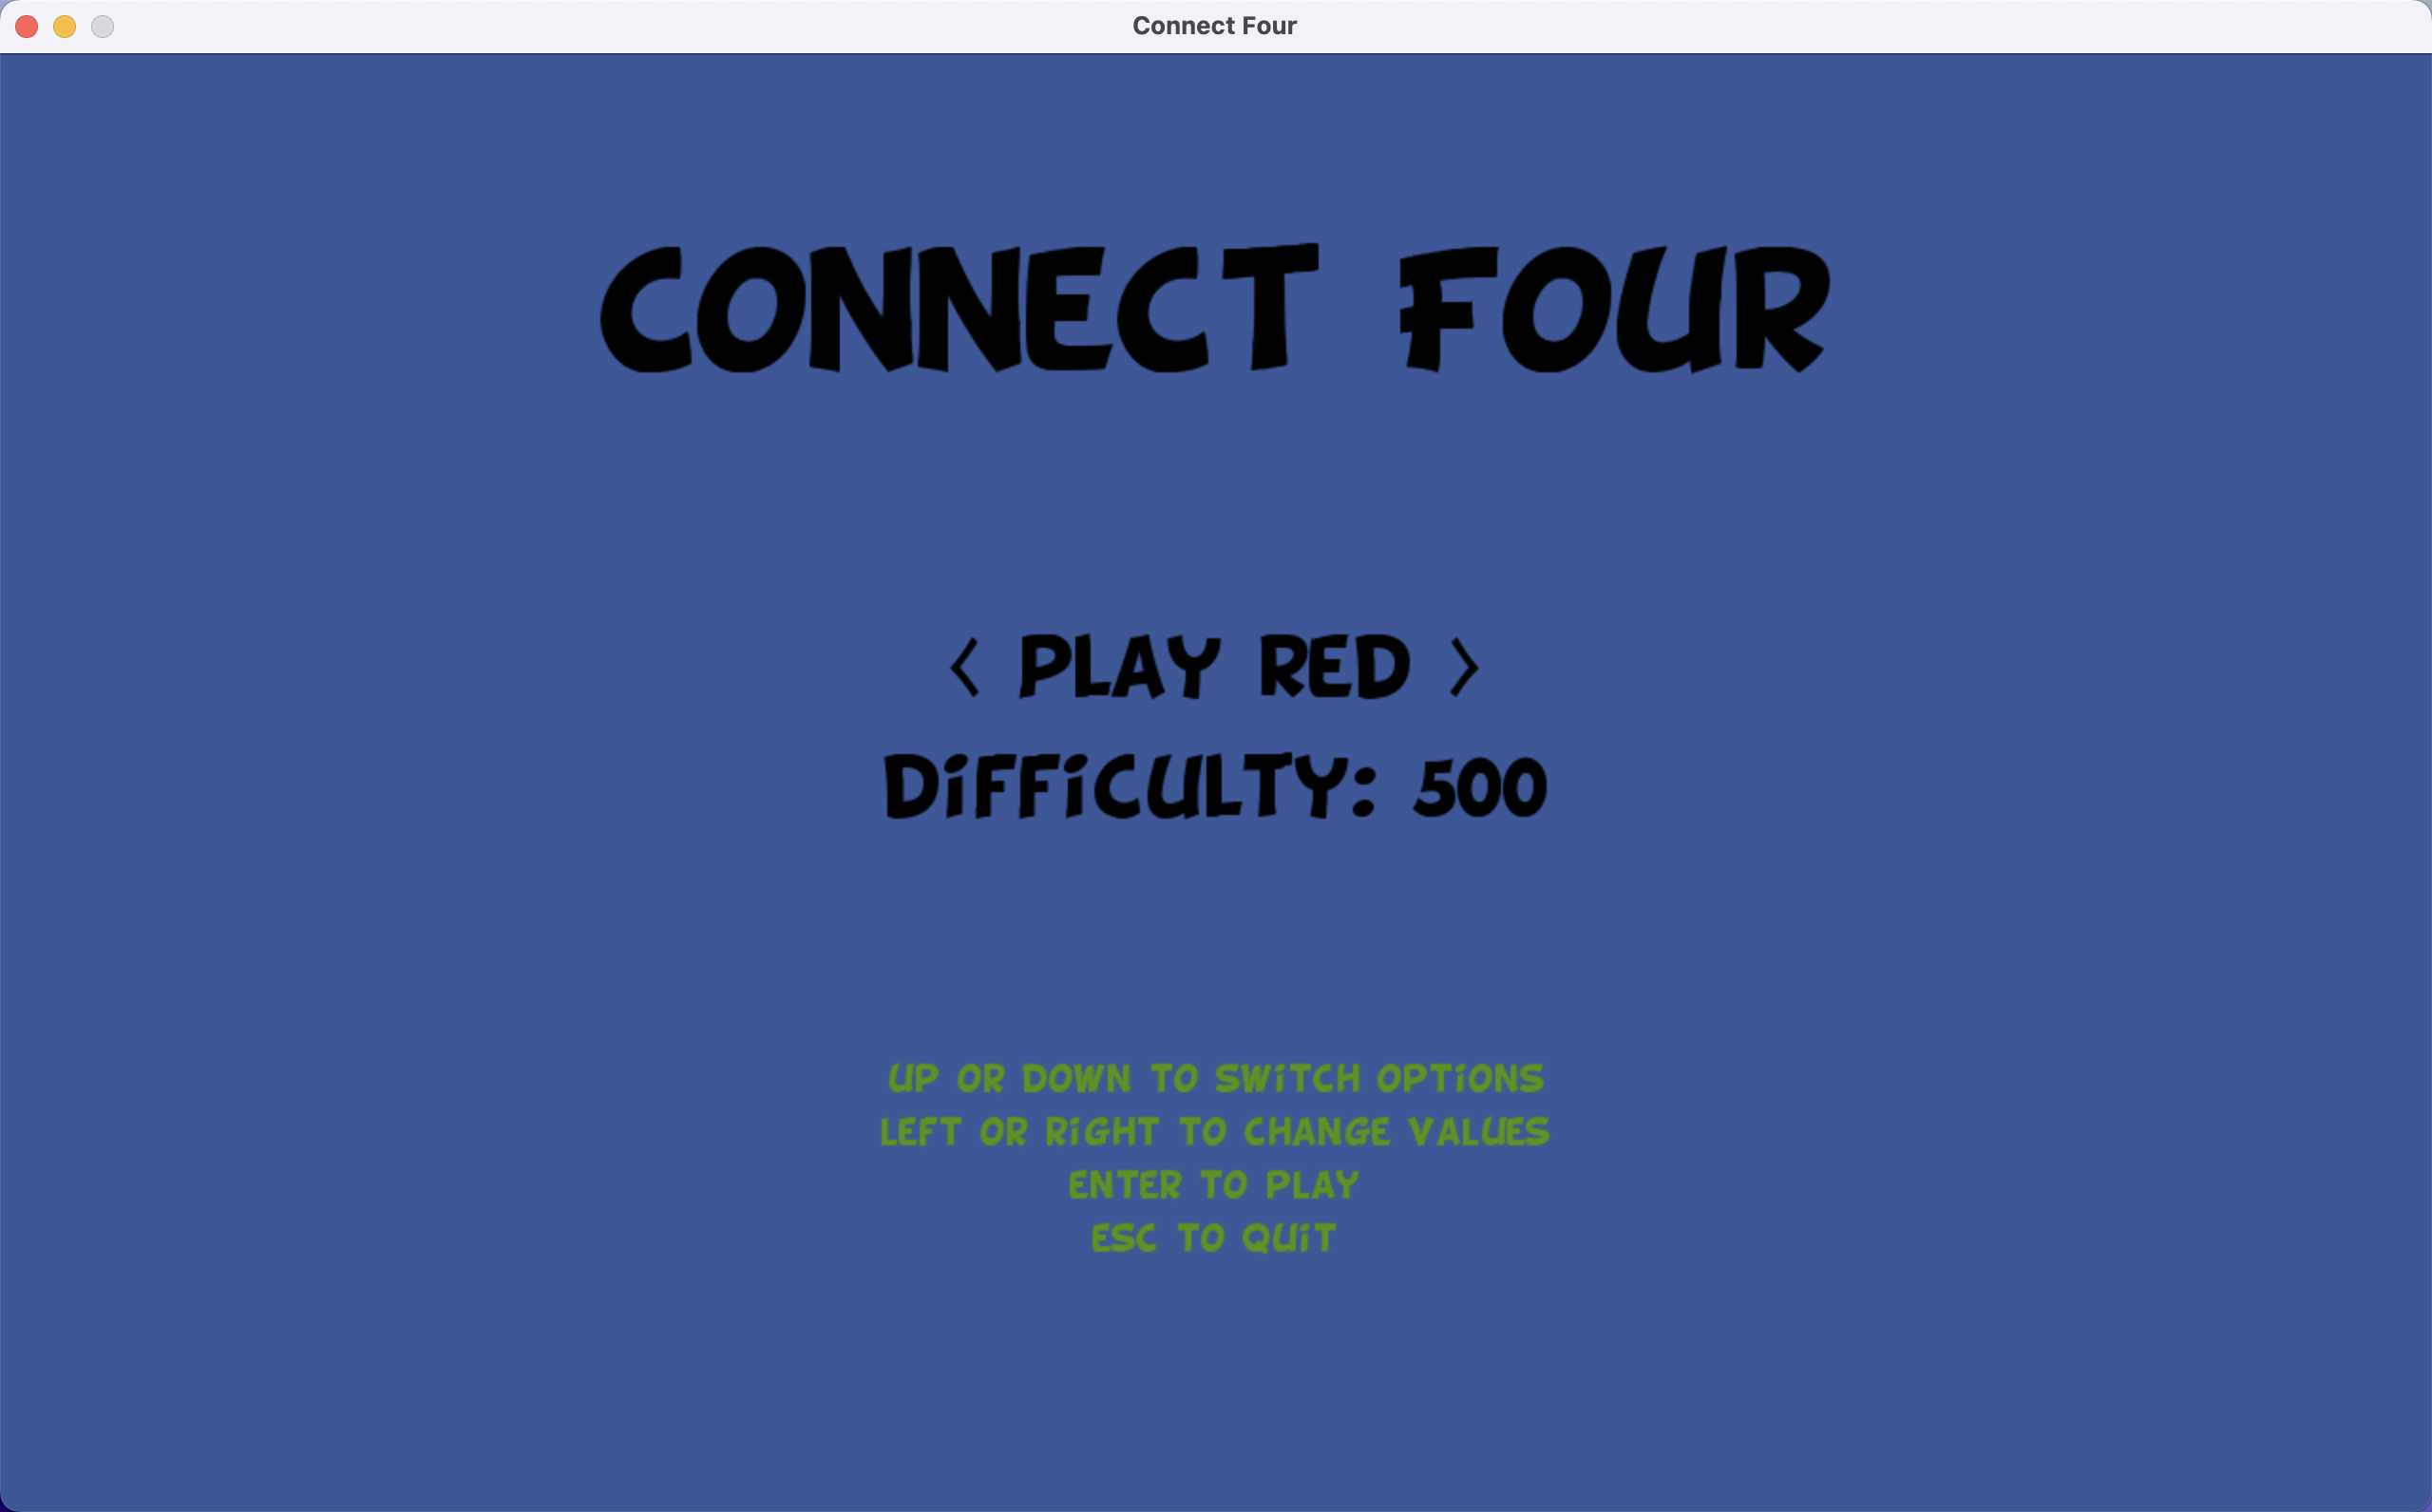 Connect Four
CONNECT FOUR
< PLAY RED >
DIFFICULTY: 500
UP OR DOWN TO SWITCH OPTIONS
LEFT OR RIGHT TO CHANGE VALUES
ENTER TO PLAY
ESC TO QUIT